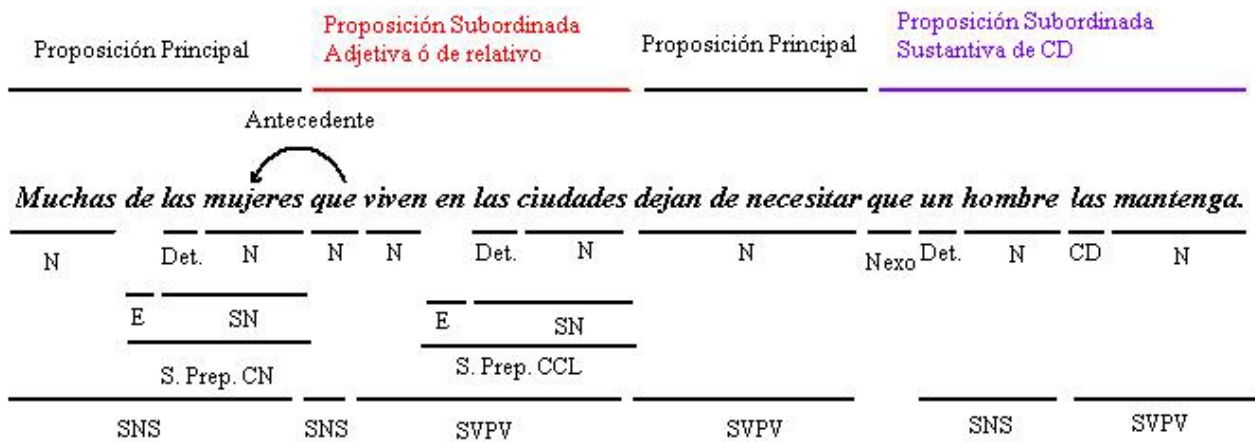 Proposición Principal
Proposición Subordinada
Adjetiva ó de relativo
Proposición Principal
Proposición Subordinada
Sustantiva de CD
Antecedente
Muchas de las mujeres que viven en las ciudades dejan de necesitar que un hombre las mantenga.
N Det. N N N Det. N N Nexo Det. N CD N
E SN E SN
S. Prep. CN S. Prep. CCL
SNS SNS SVPV SVPV SNS SVPV